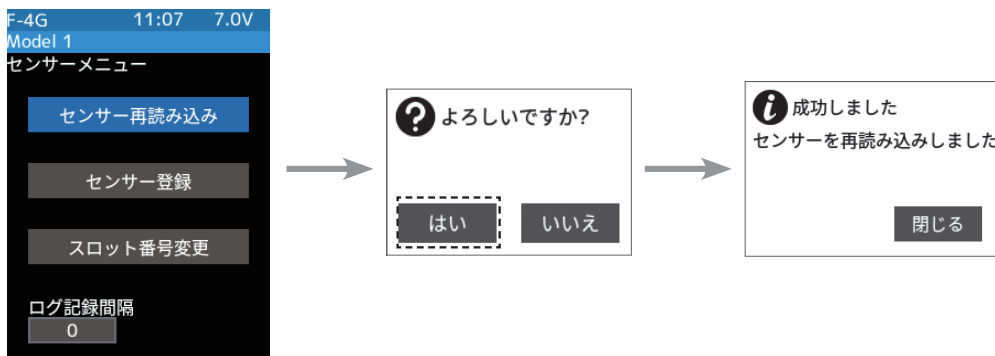 F-4G 11:07 7.0V
Model 1
センサーメニュー
センサー再読み込み
センサー登録
スロット番号変更
ログ記録間隔
0
よろしいですか?
はい いいえ
成功しました
センサーを再読み込みしました
閉じる